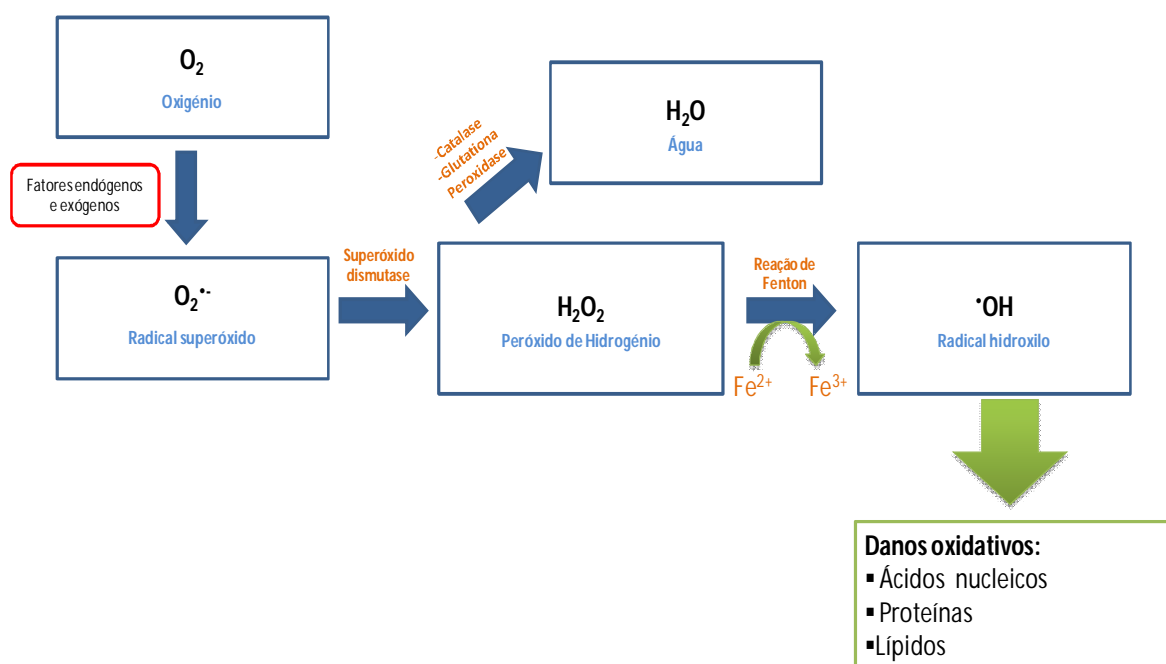 O₂
Oxigénio
H₂O
Água
-Catalase
-Glutationa
Peroxidase
Fatores endógenos
e exógenos
O₂•-
Radical superóxido
Superóxido
dismutase
H₂O₂
Peróxido de Hidrogénio
Reação de
Fenton
Fe²⁺
Fe³⁺
•OH
Radical hidroxilo
Danos oxidativos:
▪Ácidos nucleicos
▪Proteínas
▪Lípidos